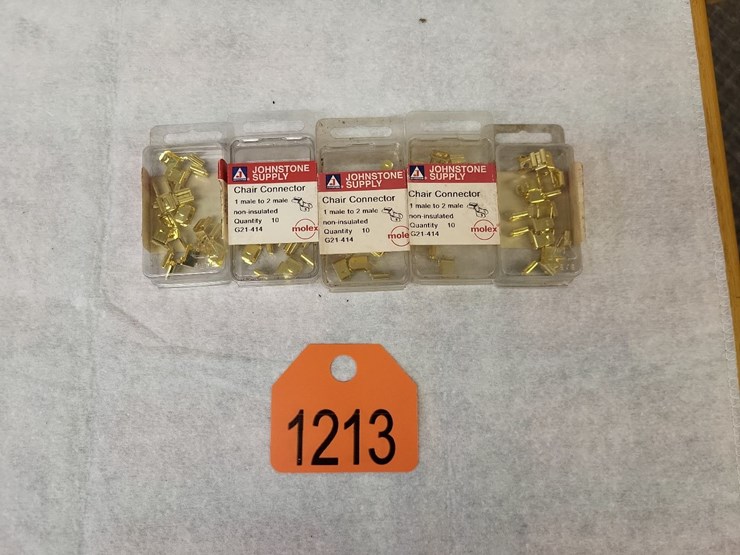 JOHNSTONE
SUPPLY
Chair Connector
1 male to 2 male
non-insulated
Quantity 10
G21-414
molex
JOHNSTONE
SUPPLY
Chair Connector
1 male to 2 male
non-insulated
Quantity 10
G21-414
molex
JOHNSTONE
SUPPLY
Chair Connector
1 male to 2 male
non-insulated
Quantity 10
G21-414
molex
1213